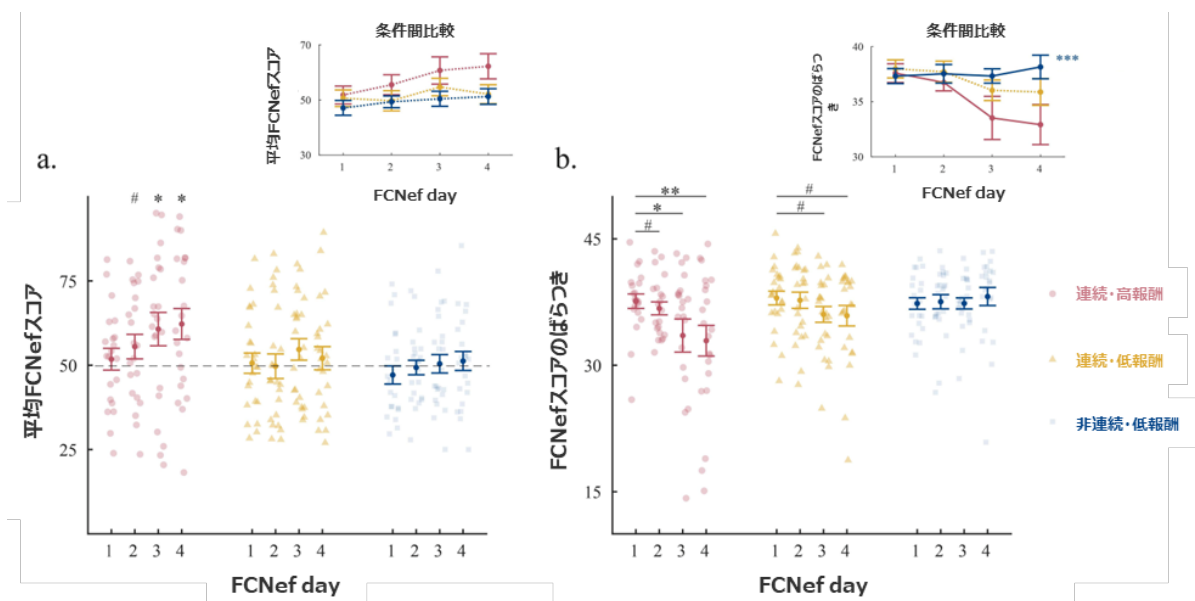 条件間比較
平均FCNefスコア
70
50
30
1 2 3 4
FCNef day
a.
# * *
平均FCNefスコア
75
50
25
1 2 3 4 1 2 3 4 1 2 3 4
FCNef day
条件間比較
FCNefスコアのばらつ
き
40
35
30
***
1 2 3 4
FCNef day
b.
**
*
#
#
#
FCNefスコアのばらつき
45
30
15
1 2 3 4 1 2 3 4 1 2 3 4
FCNef day
連続・高報酬
連続・低報酬
非連続・低報酬